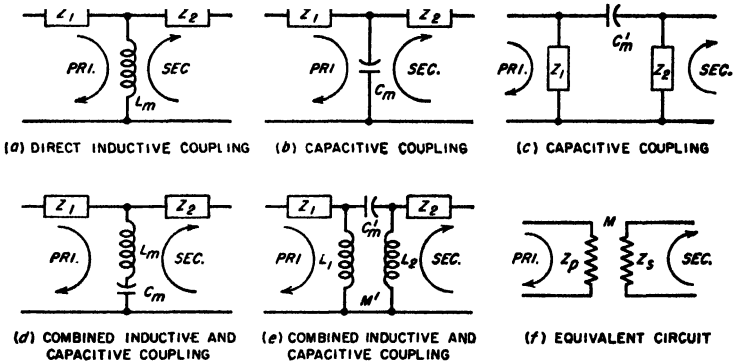 Z1 Z2
PRI. SEC
Lm
(a) DIRECT INDUCTIVE COUPLING
Z1 Z2
PRI SEC.
Cm
(b) CAPACITIVE COUPLING
C'm
PRI. Z1 Z2 SEC.
(c) CAPACITIVE COUPLING
Z1 Z2
Lm
PRI. SEC.
Cm
(d) COMBINED INDUCTIVE AND
CAPACITIVE COUPLING
Z1 Z2
C'm
PRI L1 L2 SEC.
M'
(e) COMBINED INDUCTIVE AND
CAPACITIVE COUPLING
M
PRI. Zp Zs SEC.
(f) EQUIVALENT CIRCUIT